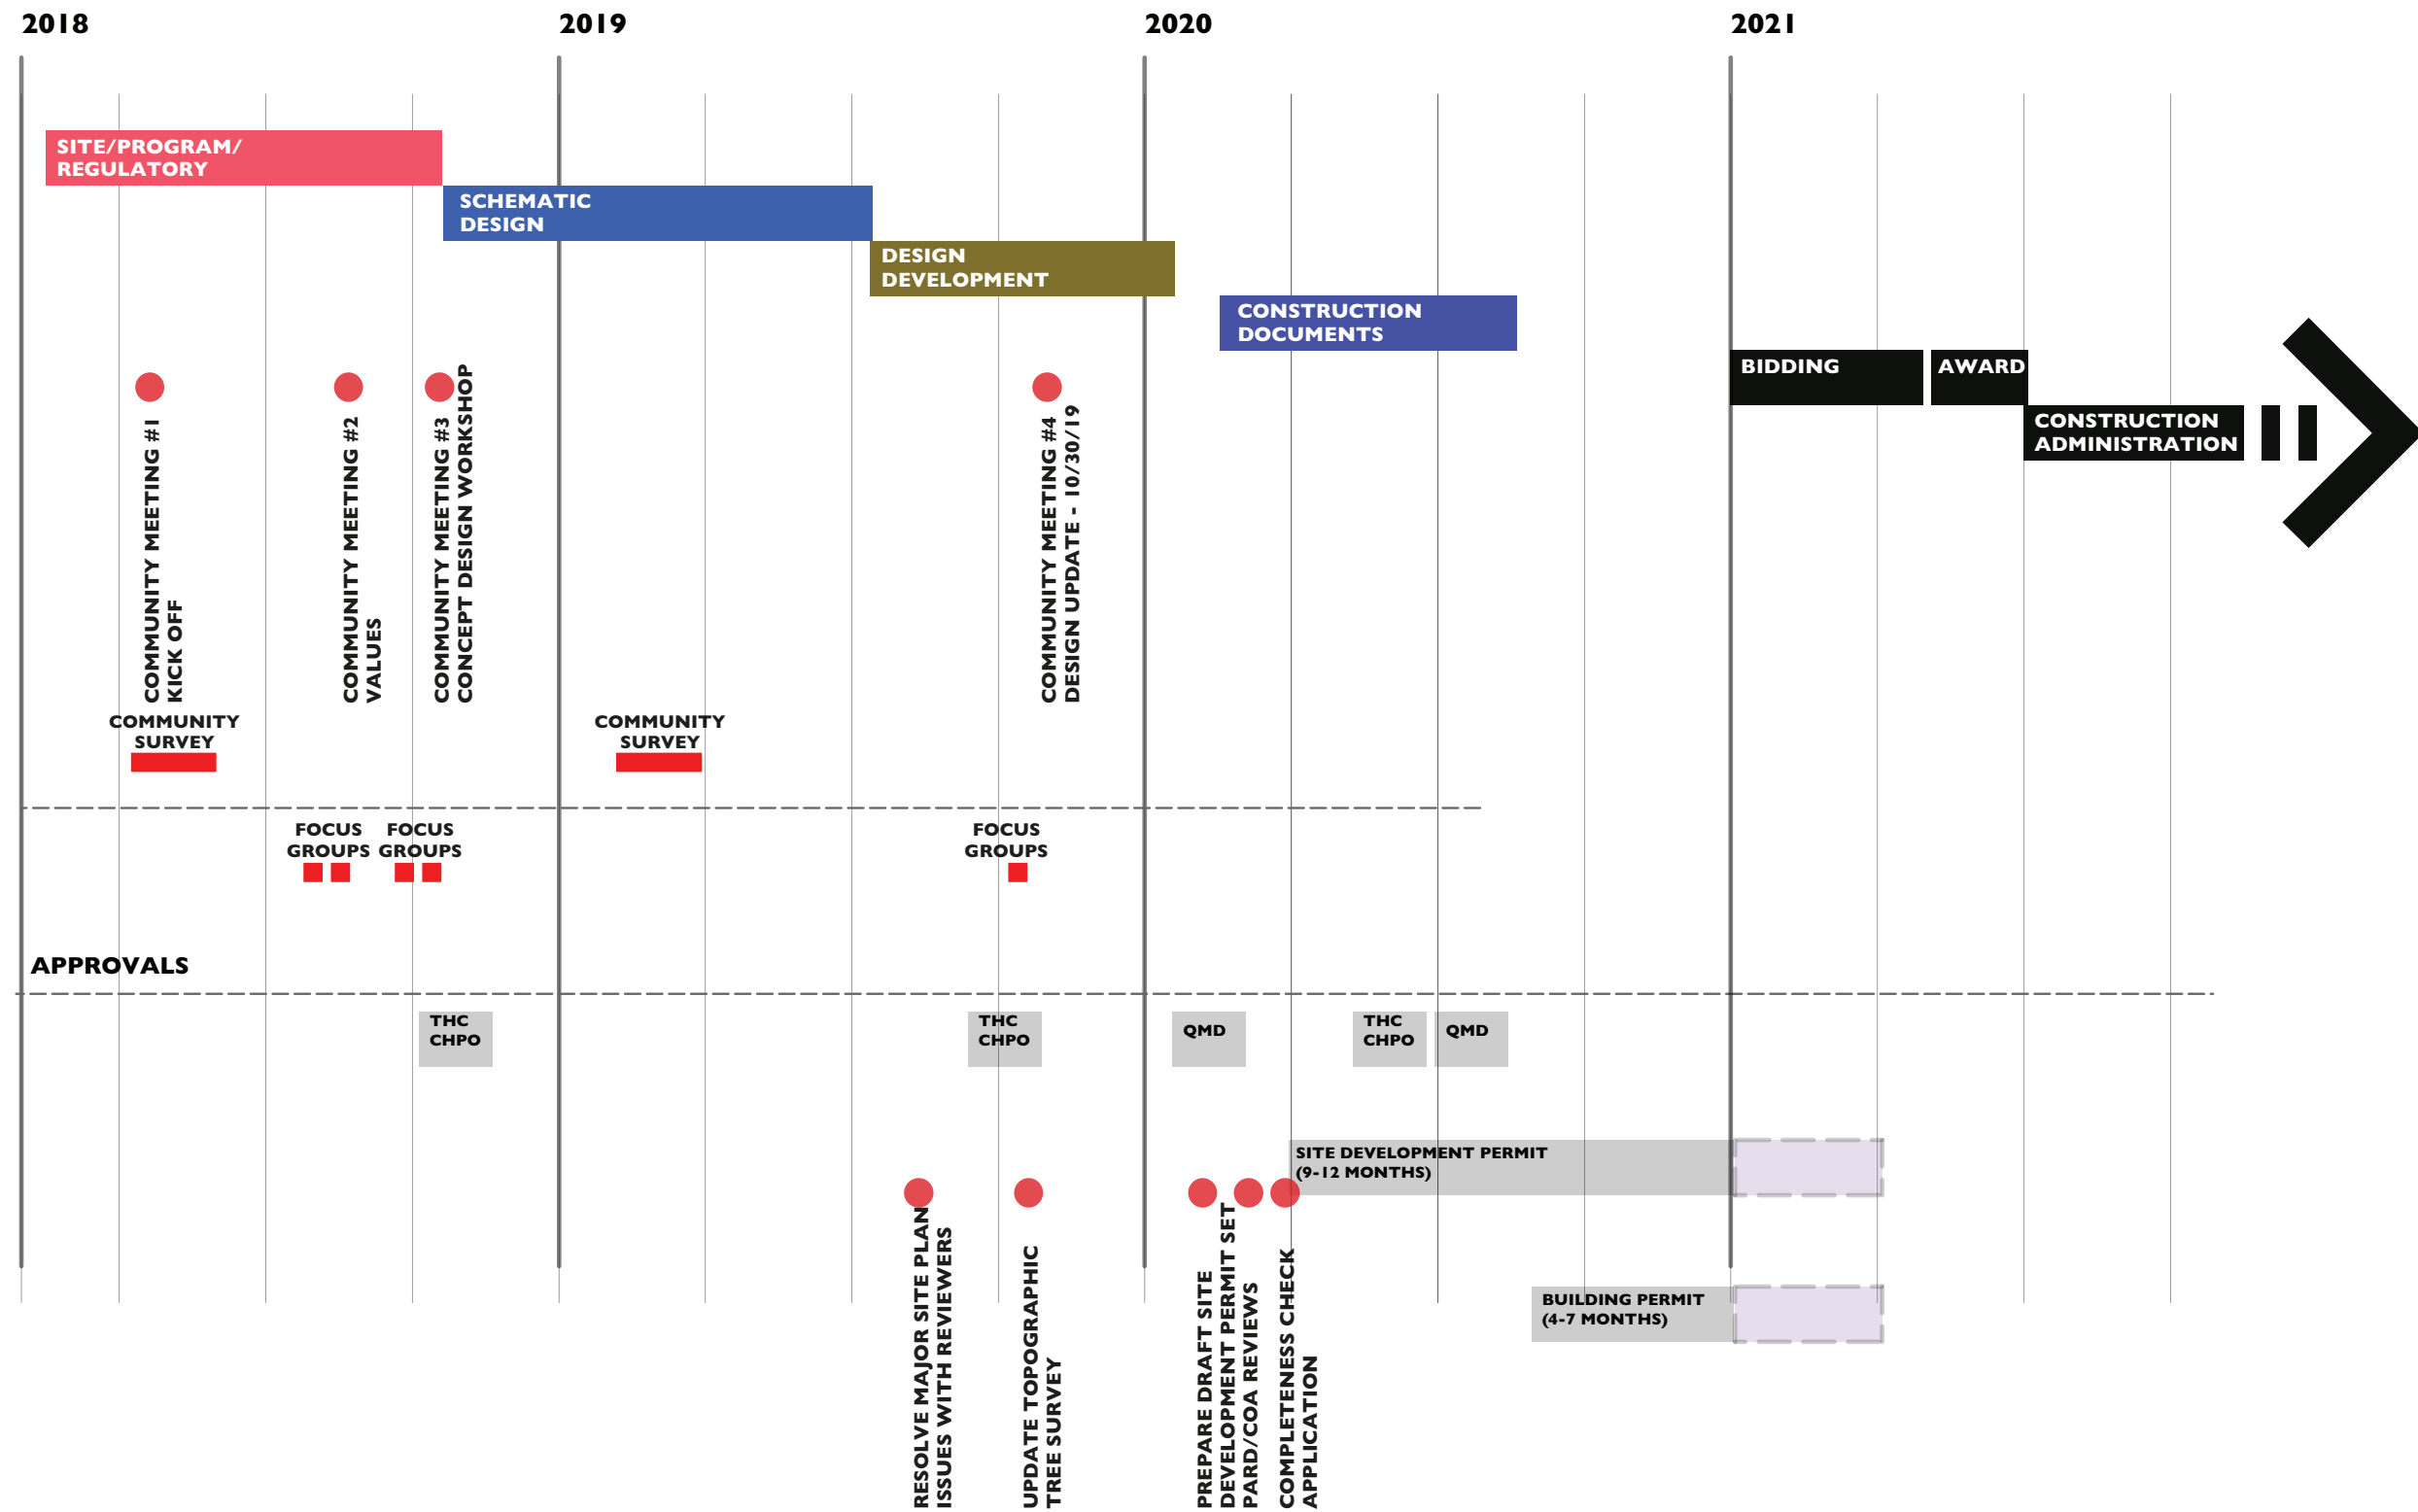 2018
2019
2020
2021
SITE/PROGRAM/
REGULATORY
SCHEMATIC
DESIGN
DESIGN
DEVELOPMENT
CONSTRUCTION
DOCUMENTS
BIDDING
AWARD
CONSTRUCTION
ADMINISTRATION
COMMUNITY MEETING #1
KICK OFF
COMMUNITY MEETING #2
VALUES
COMMUNITY MEETING #3
CONCEPT DESIGN WORKSHOP
COMMUNITY MEETING #4
DESIGN UPDATE - 10/30/19
COMMUNITY
SURVEY
COMMUNITY
SURVEY
FOCUS
GROUPS
FOCUS
GROUPS
FOCUS
GROUPS
APPROVALS
THC
CHPO
THC
CHPO
QMD
THC
CHPO
QMD
SITE DEVELOPMENT PERMIT
(9-12 MONTHS)
RESOLVE MAJOR SITE PLAN
ISSUES WITH REVIEWERS
UPDATE TOPOGRAPHIC
TREE SURVEY
PREPARE DRAFT SITE
DEVELOPMENT PERMIT SET
PARD/COA REVIEWS
COMPLETENESS CHECK
APPLICATION
BUILDING PERMIT
(4-7 MONTHS)